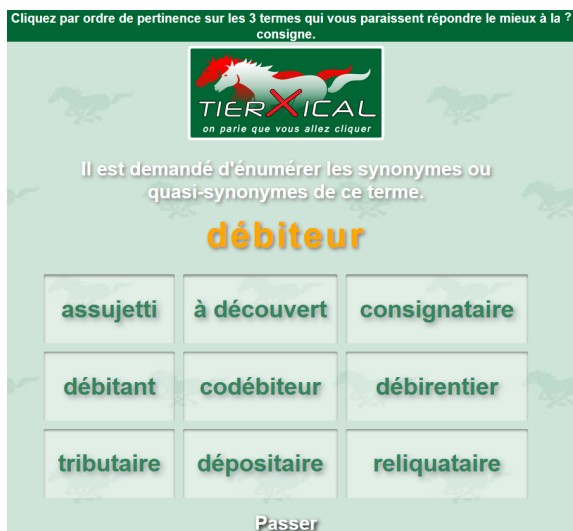 Cliquez par ordre de pertinence sur les 3 termes qui vous paraissent répondre le mieux à la ?
consigne.
TIERXICAL
on parie que vous allez cliquer
Il est demandé d'énumérer les synonymes ou
quasi-synonymes de ce terme.
débiteur
assujetti à découvert consignataire
débitant codébiteur débirentier
tributaire dépositaire reliquataire
Passer